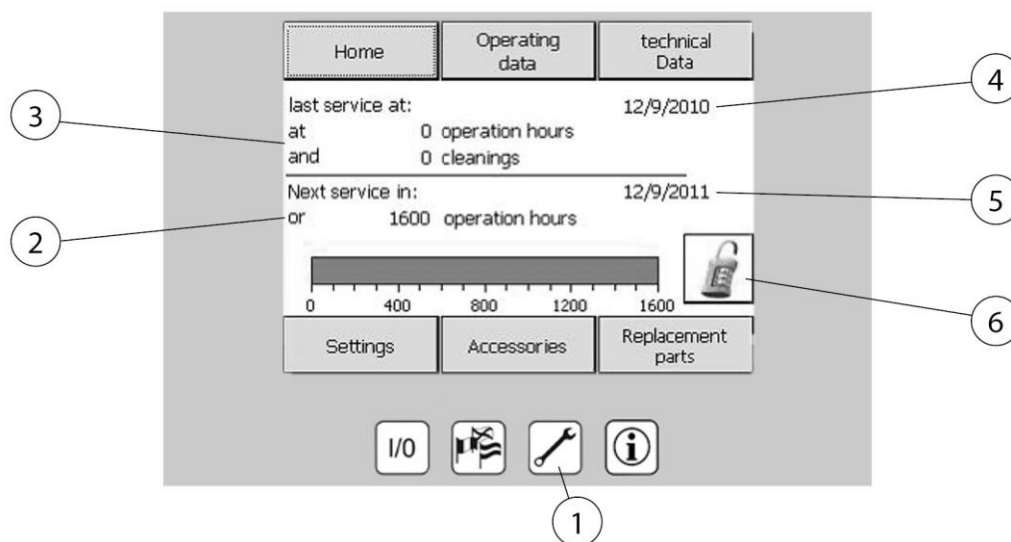 Home
Operating
data
technical
Data
last service at:
12/9/2010
at 0 operation hours
and 0 cleanings
Next service in:
12/9/2011
or 1600 operation hours
0 400 800 1200 1600
Settings
Accessories
Replacement
parts
I/0
i
1
2
3
4
5
6